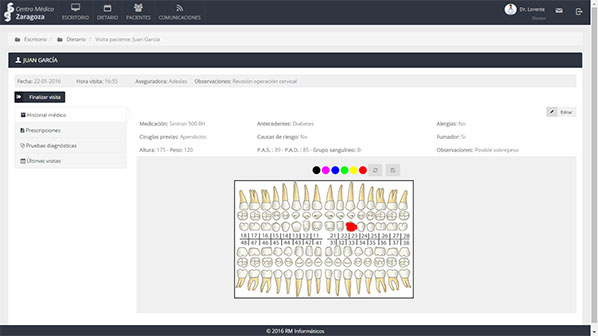 Centro Médico
Zaragoza
ESCRITORIO
DIETARIO
PACIENTES
COMUNICACIONES
Dr. Lorente
Doctor
Escritorio / Dietario / Visita paciente: Juan García
JUAN GARCÍA
Fecha: 22-01-2016 Hora visita: 16:55 Aseguradora: Adeslas Observaciones: Revisión operación cervical
Finalizar visita
Historial médico
Prescripciones
Pruebas diagnósticas
Últimas visitas
Editar
Medicación: Sintron 500 8H Antecedentes: Diabetes Alergias: No
Cirugías previas: Apendicitis Causas de riesgo: No Fumador: Si
Altura: 175 - Peso: 120 P.A.S. : 89 - P.A.D. : 85 - Grupo sanguíneo: B- Observaciones: Posible sobrepeso
18 17 16 15 14 13 12 11 21 22 23 24 25 26 27 28
48 47 46 45 44 43 42 41 31 32 33 34 35 36 37 38
© 2016 RM Informáticos